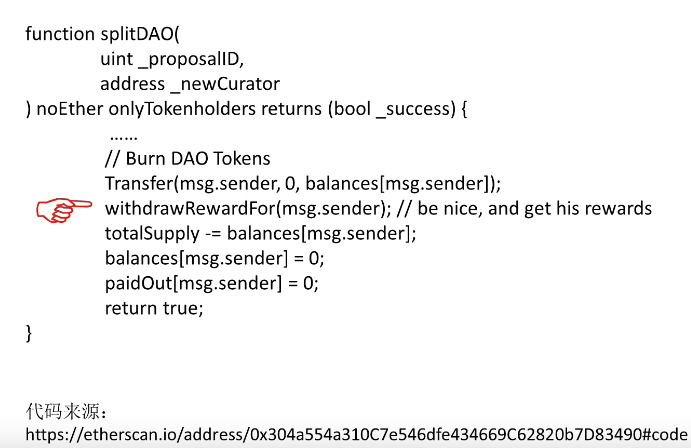 function splitDAO(
uint _proposalID,
address _newCurator
) noEther onlyTokenholders returns (bool _success) {
……
// Burn DAO Tokens
Transfer(msg.sender, 0, balances[msg.sender]);
withdrawRewardFor(msg.sender); // be nice, and get his rewards
totalSupply -= balances[msg.sender];
balances[msg.sender] = 0;
paidOut[msg.sender] = 0;
return true;
}
代码来源：
https://etherscan.io/address/0x304a554a310C7e546dfe434669C62820b7D83490#code